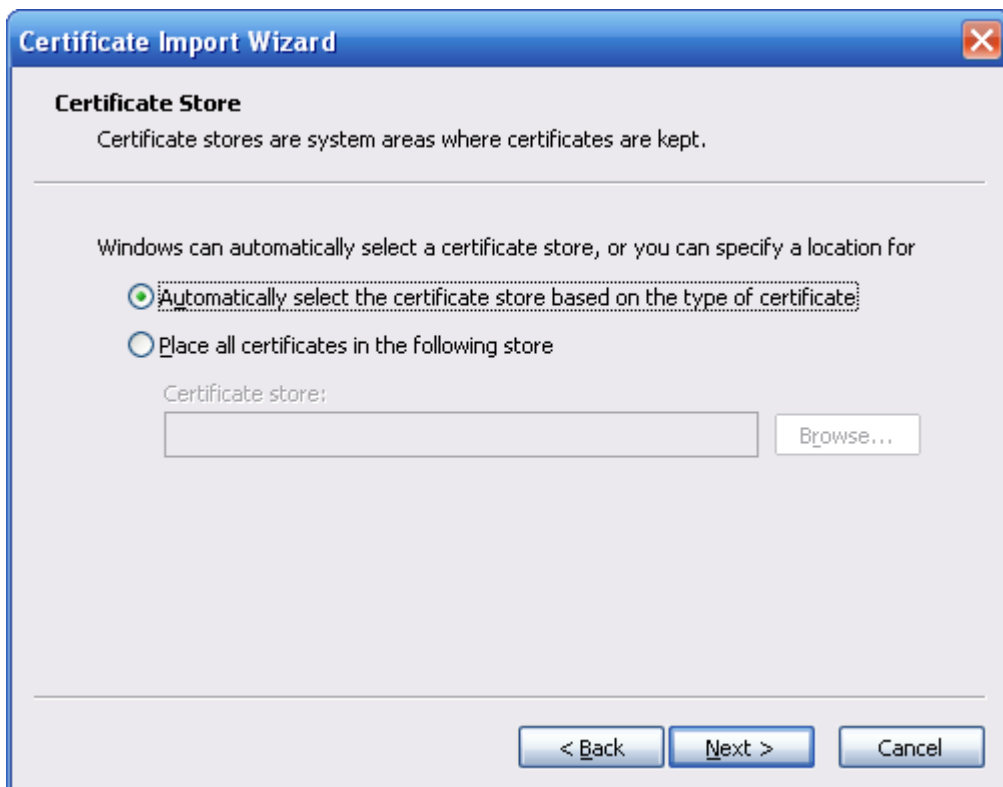 Certificate Import Wizard
Certificate Store
Certificate stores are system areas where certificates are kept.
Windows can automatically select a certificate store, or you can specify a location for
Automatically select the certificate store based on the type of certificate
Place all certificates in the following store
Certificate store:
Browse...
< Back Next > Cancel